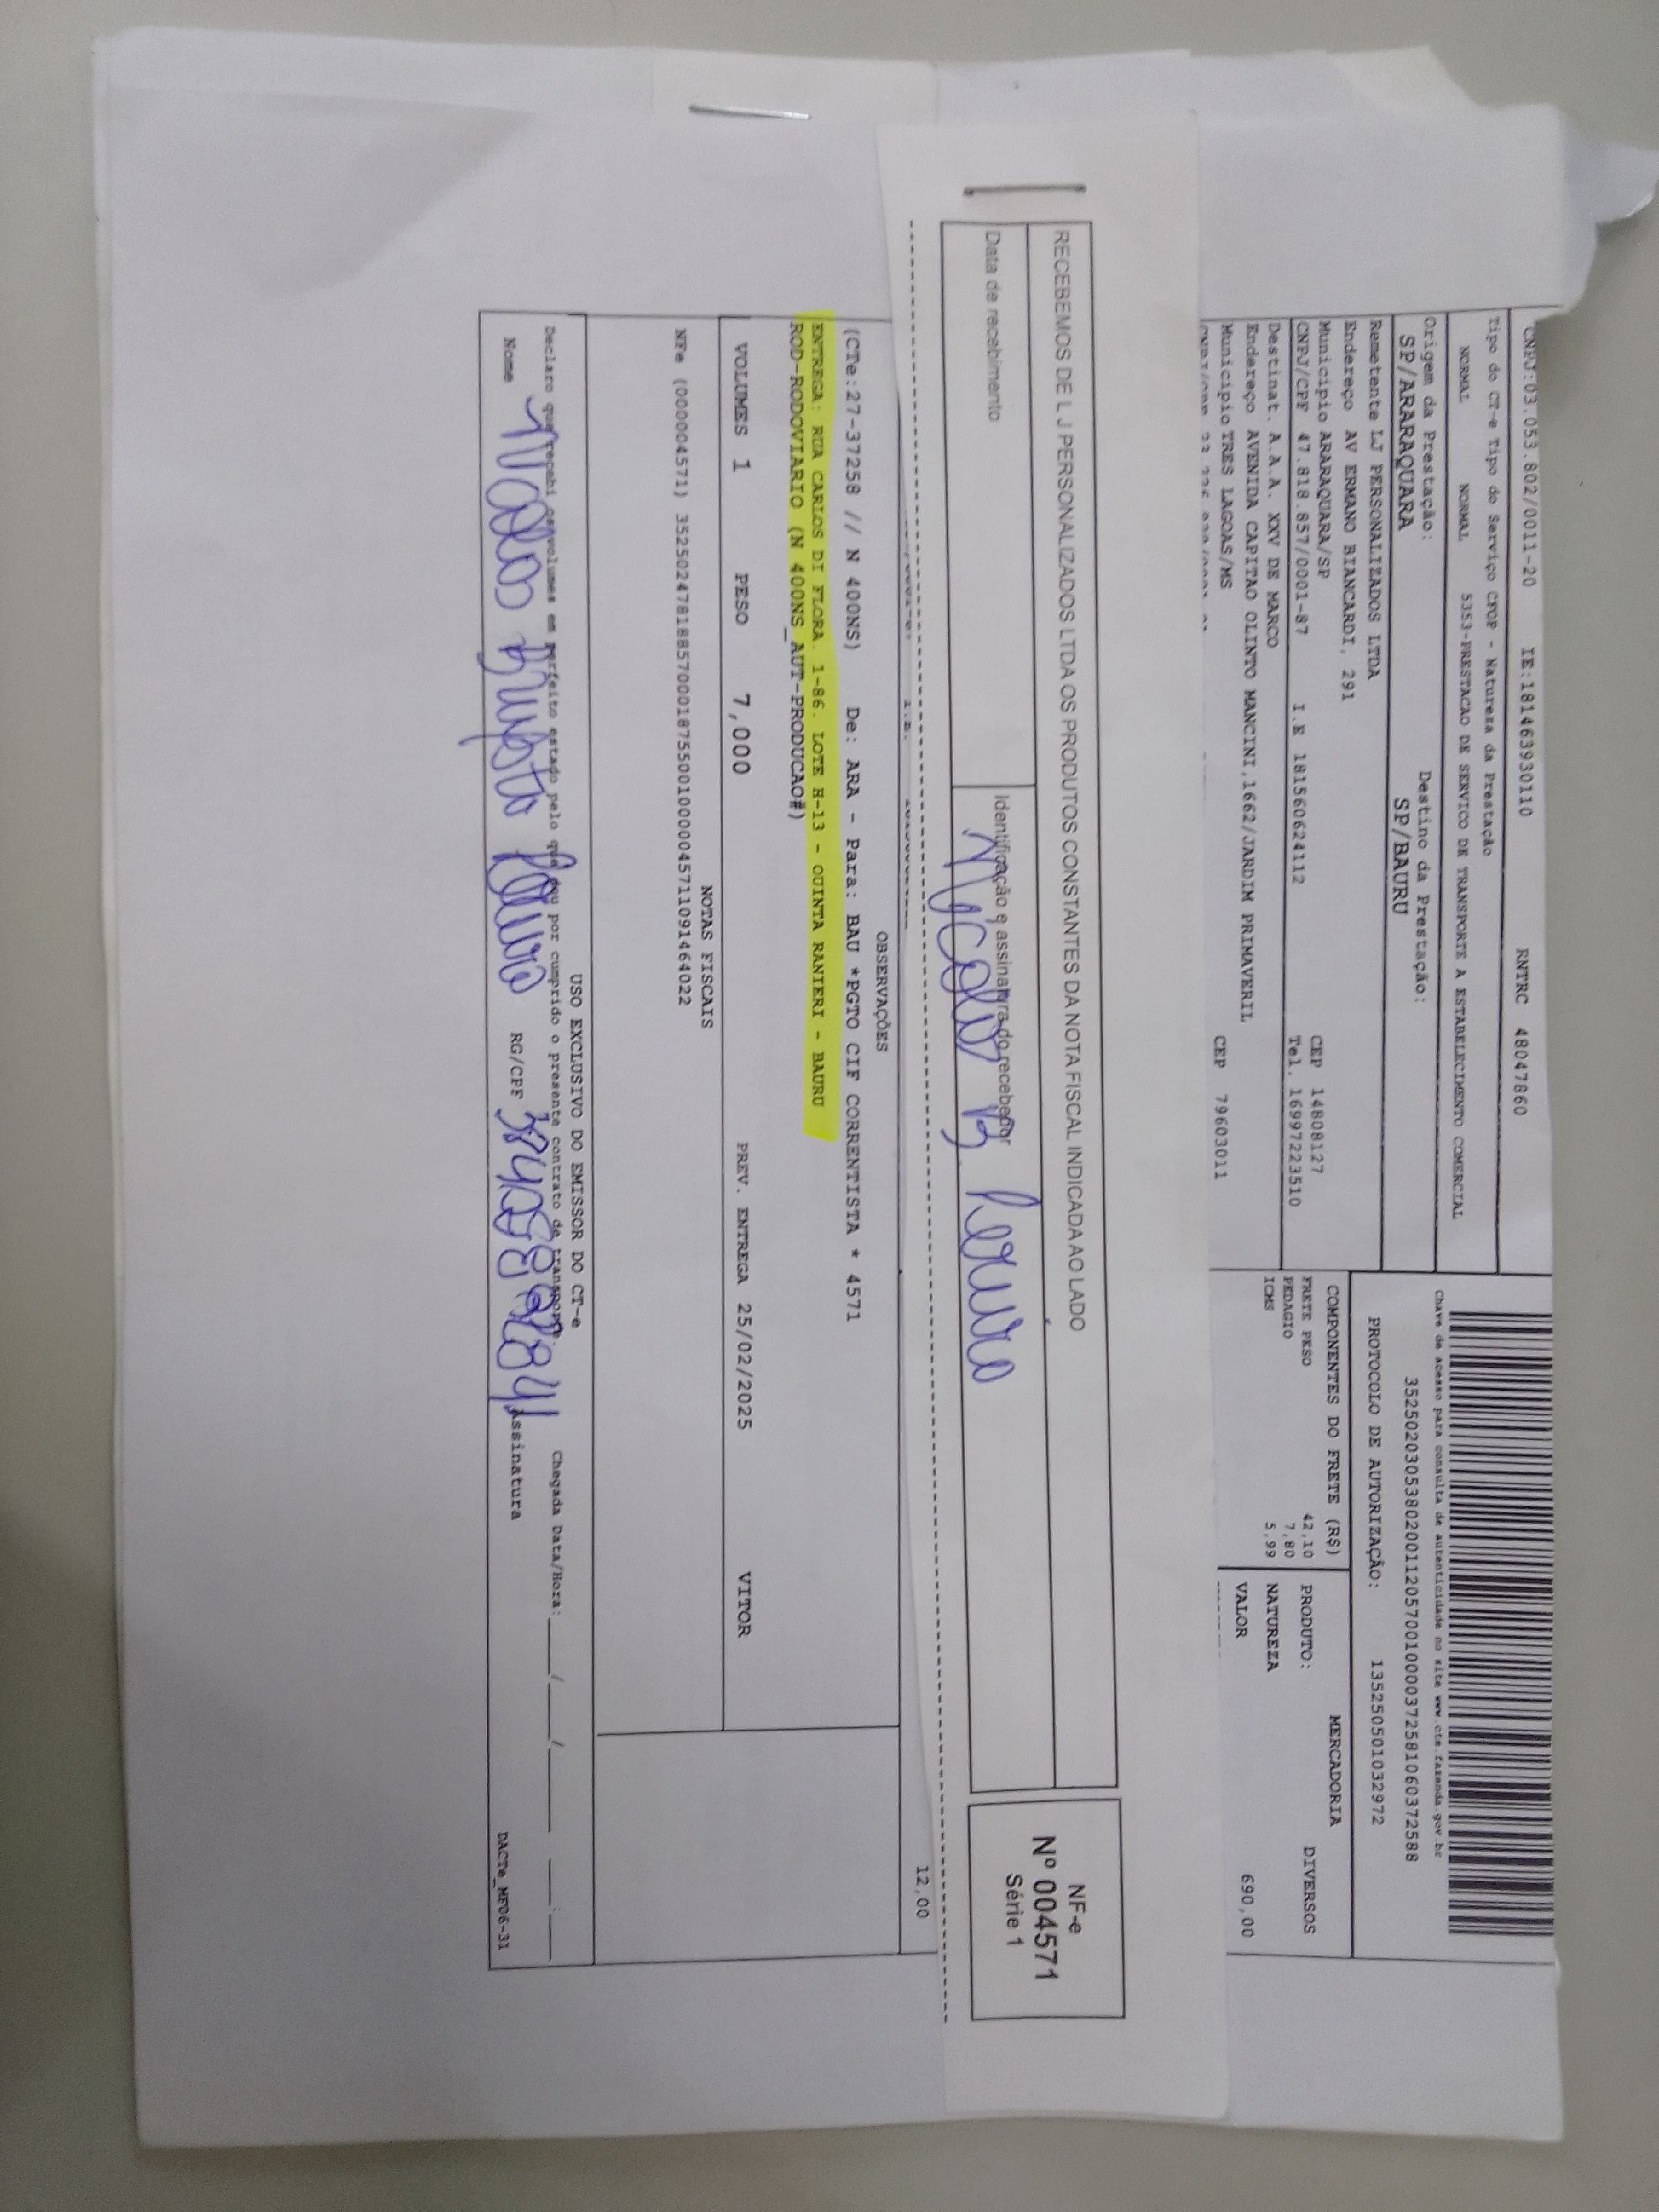 CNPJ:03.053.802/0011-20 IE:181463930110 RNTRC 48047860
Tipo do CT-e Tipo do Serviço CFOP - Natureza da Prestação
NORMAL NORMAL 5353-PRESTACAO DE SERVICO DE TRANSPORTE A ESTABELECIMENTO COMERCIAL
Origem da Prestação: Destino da Prestação:
SP/ARARAQUARA SP/BAURU
Remetente LJ PERSONALIZADOS LTDA
Endereço AV ERMANO BIANCARDI, 291
Município ARARAQUARA/SP CEP 14808127
CNPJ/CPF 47.818.857/0001-87 I.E 181560624112 Tel. 16997223510
Destinat. A.A.A. XXV DE MARCO
Endereço AVENIDA CAPITAO OLINTO MANCINI,1662/JARDIM PRIMAVERIL
Município TRES LAGOAS/MS CEP 79603011
Chave de acesso para consulta de autenticidade no site www.cte.fazenda.gov.br
35250203053802001120570010000372581060372588
PROTOCOLO DE AUTORIZAÇÃO: 135250501032972
COMPONENTES DO FRETE (R$)
FRETE PESO 42,10
PEDAGIO 7,80
ICMS 5,99
MERCADORIA
PRODUTO: DIVERSOS
NATUREZA
VALOR 690,00
RECEBEMOS DE L J PERSONALIZADOS LTDA OS PRODUTOS CONSTANTES DA NOTA FISCAL INDICADA AO LADO
Data de recebimento
Identificação e assinatura do recebedor
NF-e
Nº 004571
Série 1
12,00
OBSERVAÇÕES
(CTe:27-37258 // N 400NS) De: ARA - Para: BAU *PGTO CIF CORRENTISTA * 4571
ENTREGA: RUA CARLOS DI FLORA. 1-86. LOTE H-13 - QUINTA RANIERI - BAURU
ROD-RODOVIARIO (N 400NS_AUT-PRODUCAO#)
VOLUMES 1 PESO 7,000 PREV. ENTREGA 25/02/2025 VITOR
NOTAS FISCAIS
NFe (000004571) 35250247818857000187550010000045711091464022
USO EXCLUSIVO DO EMISSOR DO CT-e
Declaro que recebi os volumes em perfeito estado pelo que dou por cumprido o presente contrato de transporte. Chegada Data/Hora: / / :
Nome RG/CPF Assinatura
DACTe_MF06-31